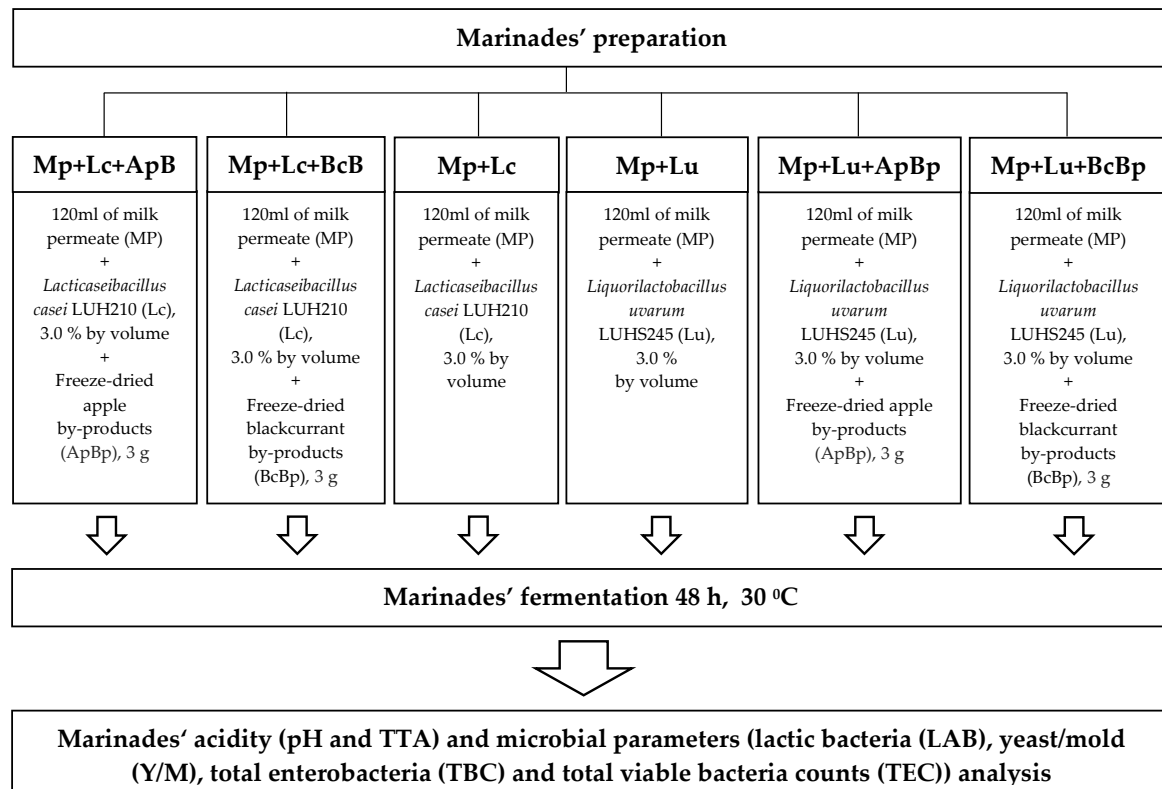 Marinades’ preparation
Mp+Lc+ApB
120ml of milk
permeate (MP)
+
Lacticaseibacillus
casei LUH210 (Lc),
3.0 % by volume
+
Freeze-dried
apple
by-products
(ApBp), 3 g
Mp+Lc+BcB
120ml of milk
permeate (MP)
+
Lacticaseibacillus
casei LUH210
(Lc),
3.0 % by volume
+
Freeze-dried
blackcurrant
by-products
(BcBp), 3 g
Mp+Lc
120ml of milk
permeate (MP)
+
Lacticaseibacillus
casei LUH210
(Lc),
3.0 % by
volume
Mp+Lu
120ml of milk
permeate (MP)
+
Liquorilactobacillus
uvarum
LUHS245 (Lu),
3.0 %
by volume
Mp+Lu+ApBp
120ml of milk
permeate (MP)
+
Liquorilactobacillus
uvarum
LUHS245 (Lu),
3.0 % by volume
+
Freeze-dried apple
by-products
(ApBp), 3 g
Mp+Lu+BcBp
120ml of milk
permeate (MP)
+
Liquorilactobacillus
uvarum
LUHS245 (Lu),
3.0 % by volume
+
Freeze-dried
blackcurrant
by-products
(BcBp), 3 g
Marinades’ fermentation 48 h, 30 ⁰C
Marinades‘ acidity (pH and TTA) and microbial parameters (lactic bacteria (LAB), yeast/mold
(Y/M), total enterobacteria (TBC) and total viable bacteria counts (TEC)) analysis